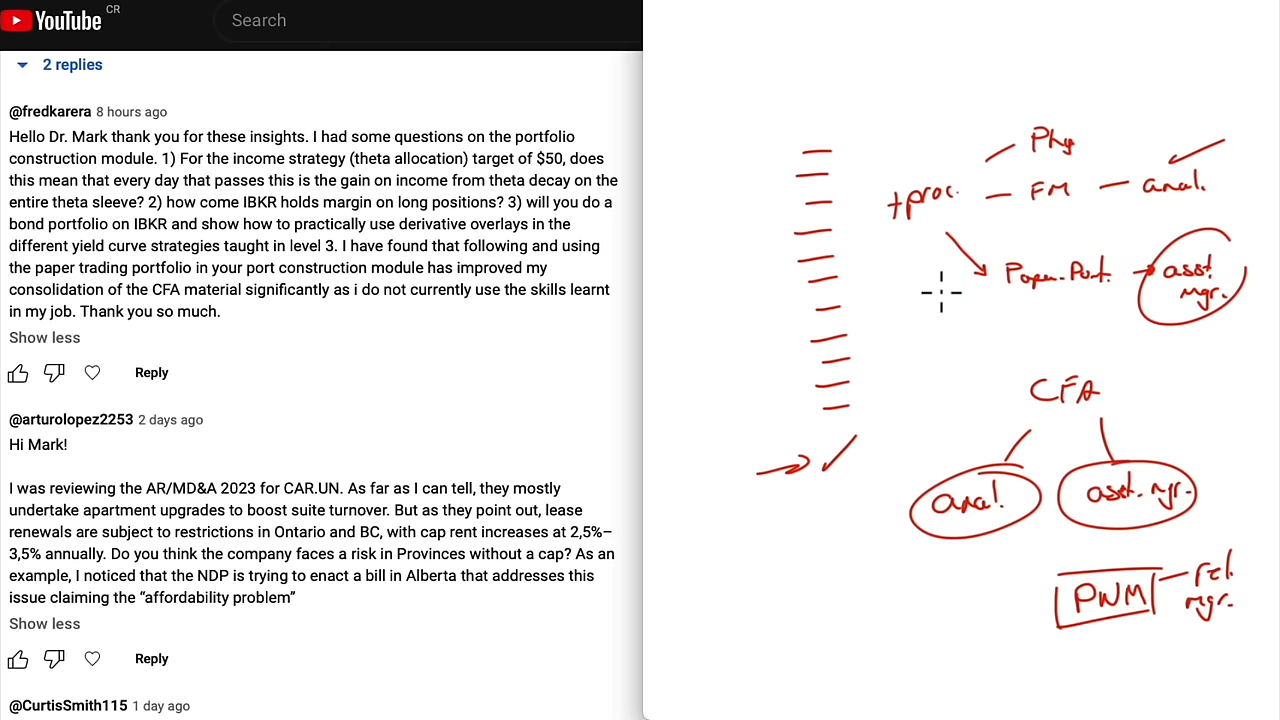 CR
YouTube
Search
2 replies
@fredkarera 8 hours ago
Hello Dr. Mark thank you for these insights. I had some questions on the portfolio
construction module. 1) For the income strategy (theta allocation) target of $50, does
this mean that every day that passes this is the gain on income from theta decay on the
entire theta sleeve? 2) how come IBKR holds margin on long positions? 3) will you do a
bond portfolio on IBKR and show how to practically use derivative overlays in the
different yield curve strategies taught in level 3. I have found that following and using
the paper trading portfolio in your port construction module has improved my
consolidation of the CFA material significantly as i do not currently use the skills learnt
in my job. Thank you so much.
Show less
Reply
@arturolopez2253 2 days ago
Hi Mark!
I was reviewing the AR/MD&A 2023 for CAR.UN. As far as I can tell, they mostly
undertake apartment upgrades to boost suite turnover. But as they point out, lease
renewals are subject to restrictions in Ontario and BC, with cap rent increases at 2,5%–
3,5% annually. Do you think the company faces a risk in Provinces without a cap? As an
example, I noticed that the NDP is trying to enact a bill in Alberta that addresses this
issue claiming the “affordability problem”
Show less
Reply
@CurtisSmith115 1 day ago
FM
anal.
Port.
asst.
mgr.
CFA
anal.
asst. mgr.
PWM
rel.
mgr.